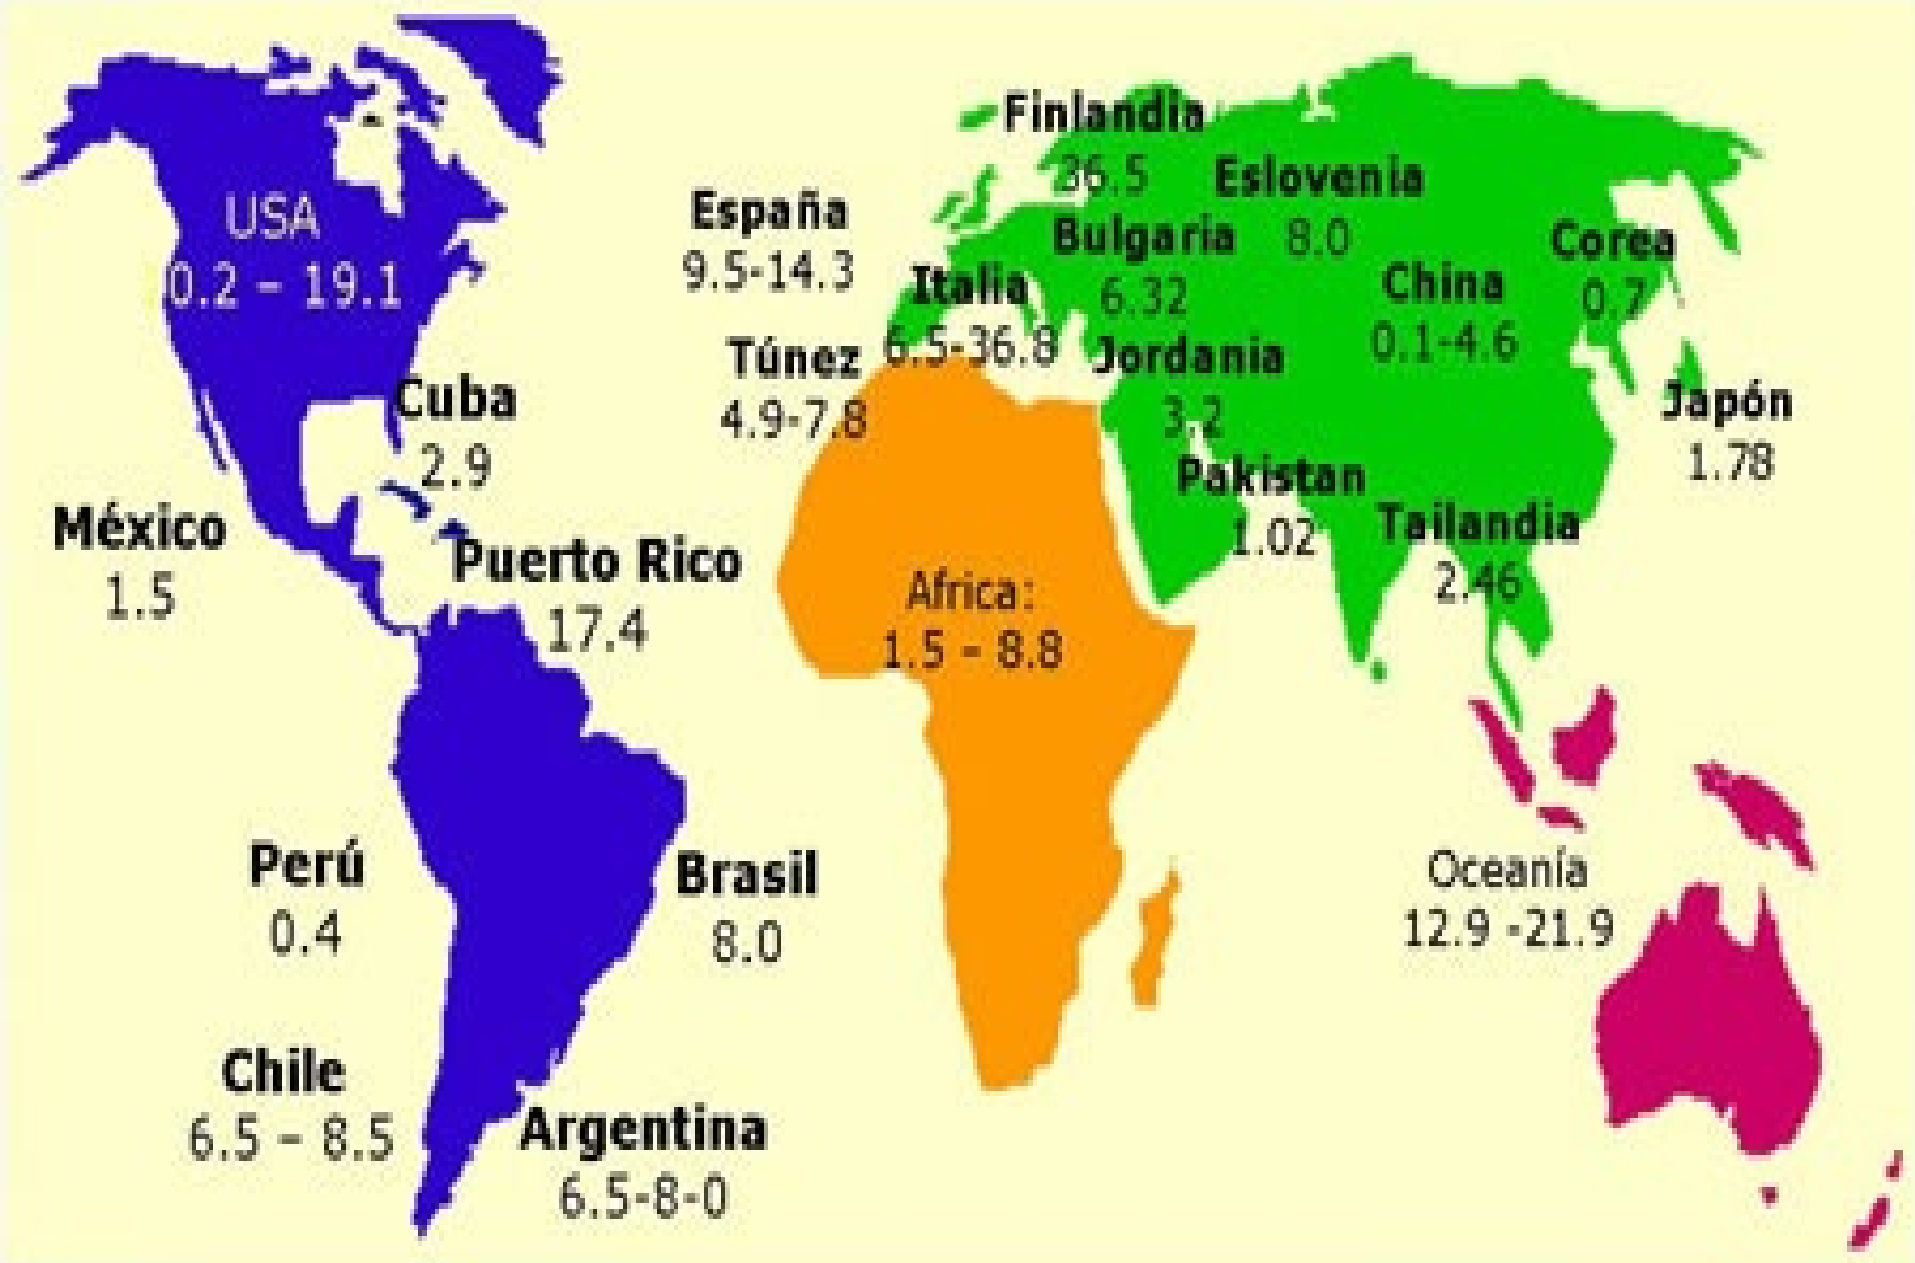 USA
0.2 – 19.1
Cuba
2.9
México
1.5
Puerto Rico
17.4
Perú
0.4
Brasil
8.0
Chile
6.5 – 8.5
Argentina
6.5-8-0
España
9.5-14.3
Túnez
4.9-7.8
Finlandia
36.5
Eslovenia
8.0
Bulgaria
6.32
Italia
6.5-36.8
Jordania
3.2
China
0.1-4.6
Corea
0.7
Japón
1.78
Pakistan
1.02
Tailandia
2.46
Africa:
1.5 – 8.8
Oceanía
12.9 -21.9